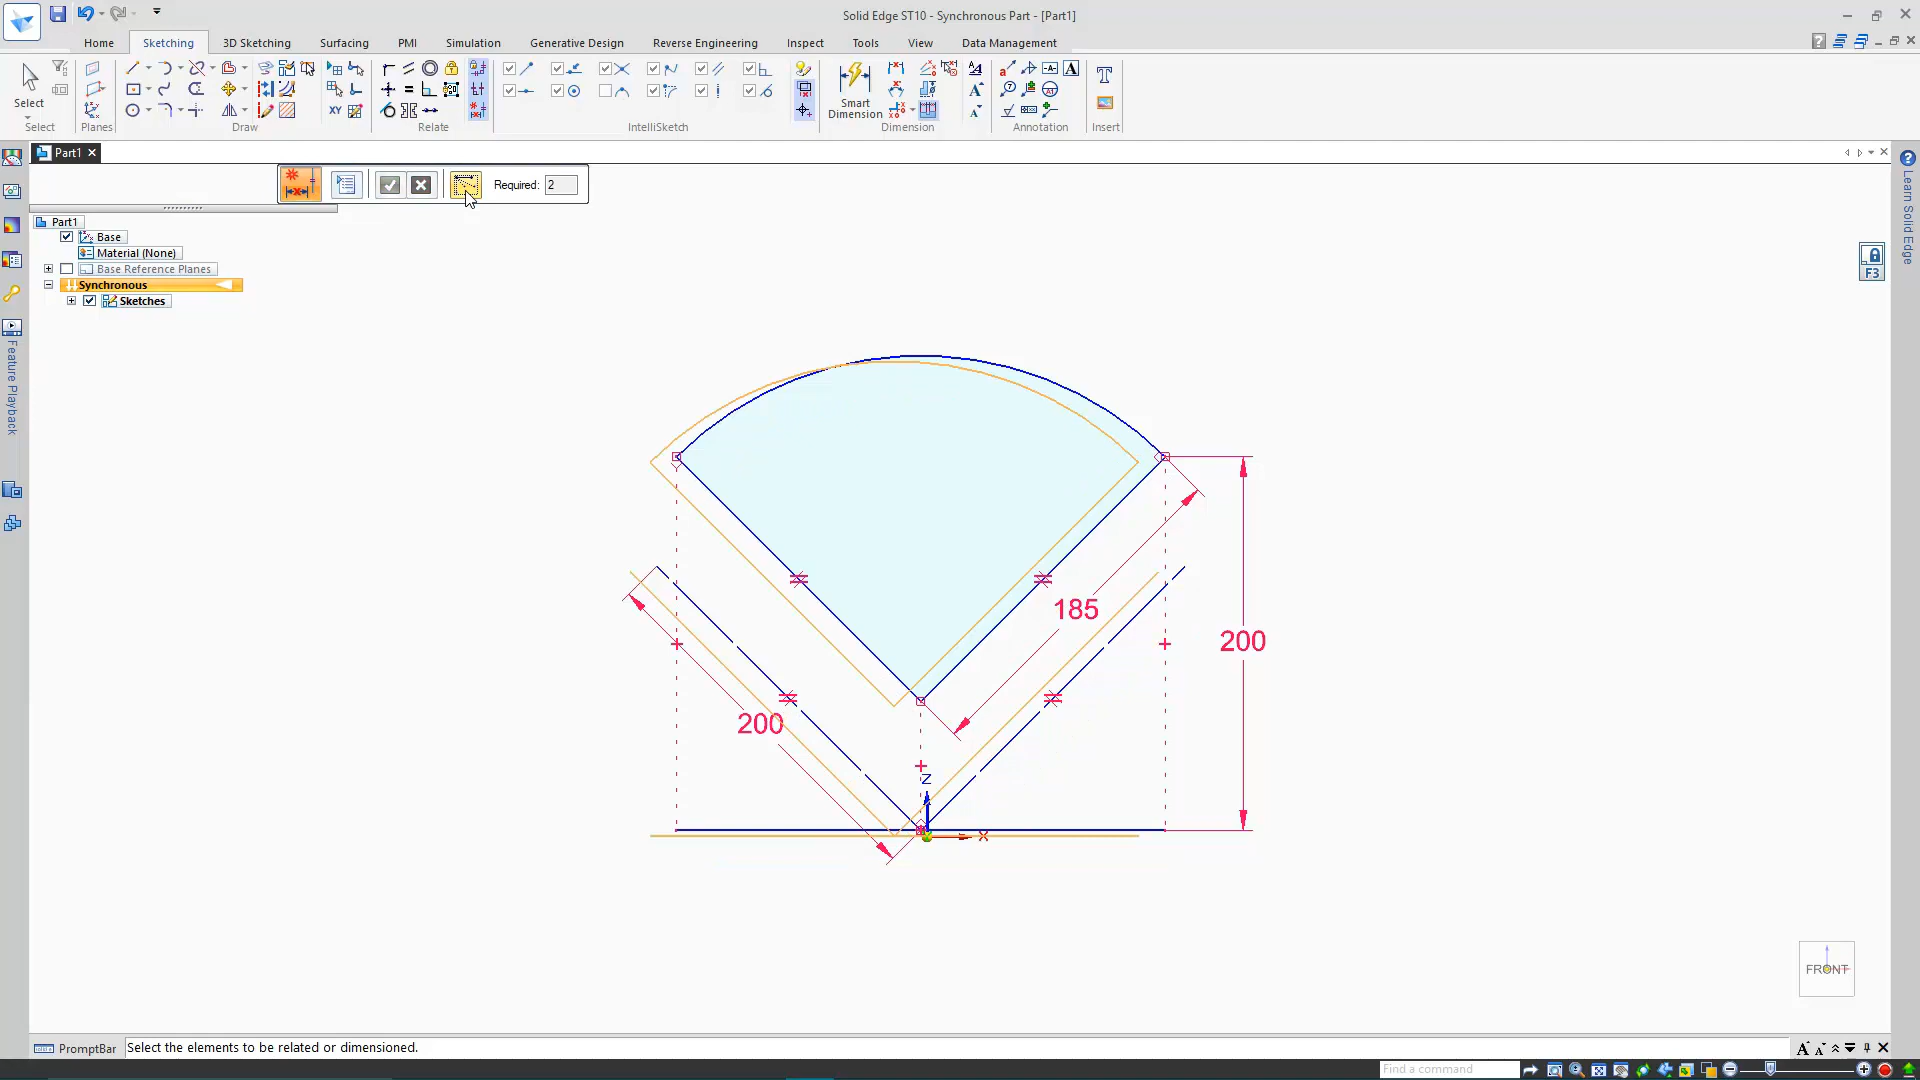 Solid Edge ST10 - Synchronous Part - [Part1]
Home Sketching 3D Sketching Surfacing PMI Simulation Generative Design Reverse Engineering Inspect Tools View Data Management
Select
XY
Smart
Dimension
A
T
Select Planes Draw Relate IntelliSketch Dimension Annotation Insert
Part1
Required: 2
Part1
Base
Material (None)
Base Reference Planes
Synchronous
Sketches
Feature Playback
Learn Solid Edge
F3
185
200
200
Z
X
FRONT
PromptBar Select the elements to be related or dimensioned.
Find a command